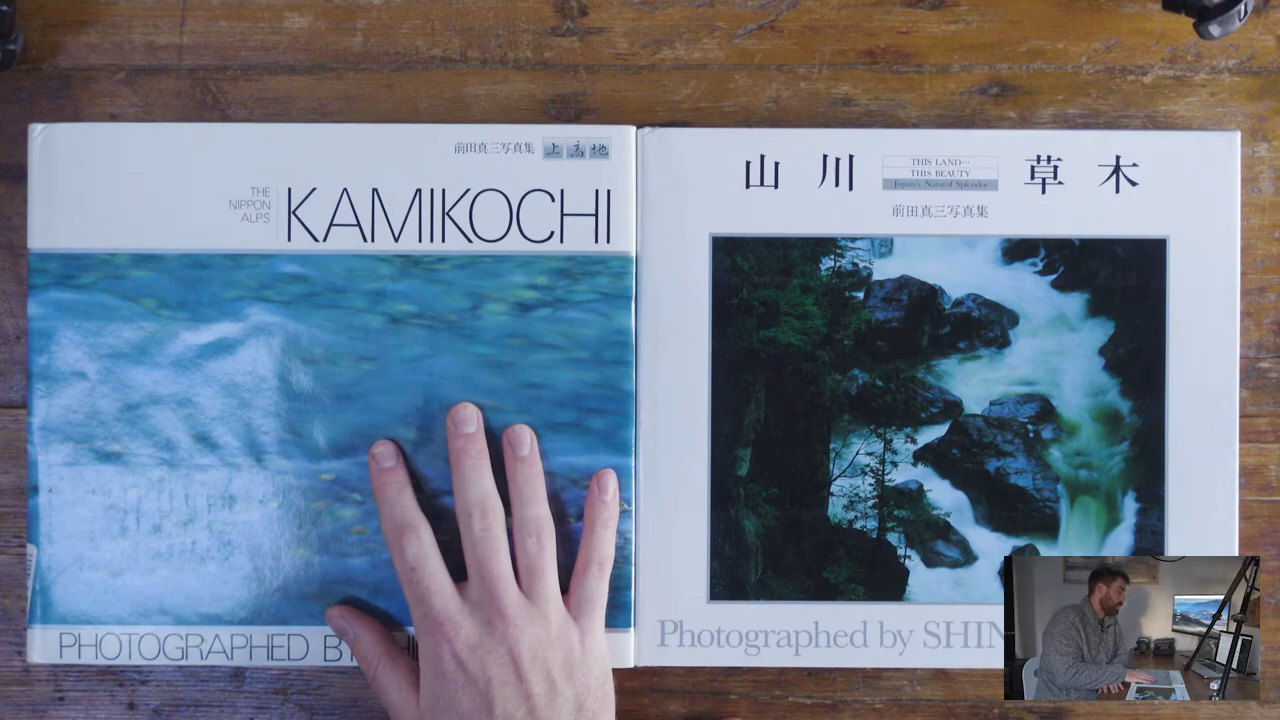 前田真三写真集 上高地
THE
NIPPON
ALPS
KAMIKOCHI
PHOTOGRAPHED BY
山川草木
THIS LAND…
THIS BEAUTY
Japan's Natural Splendor
前田真三写真集
Photographed by SHIN